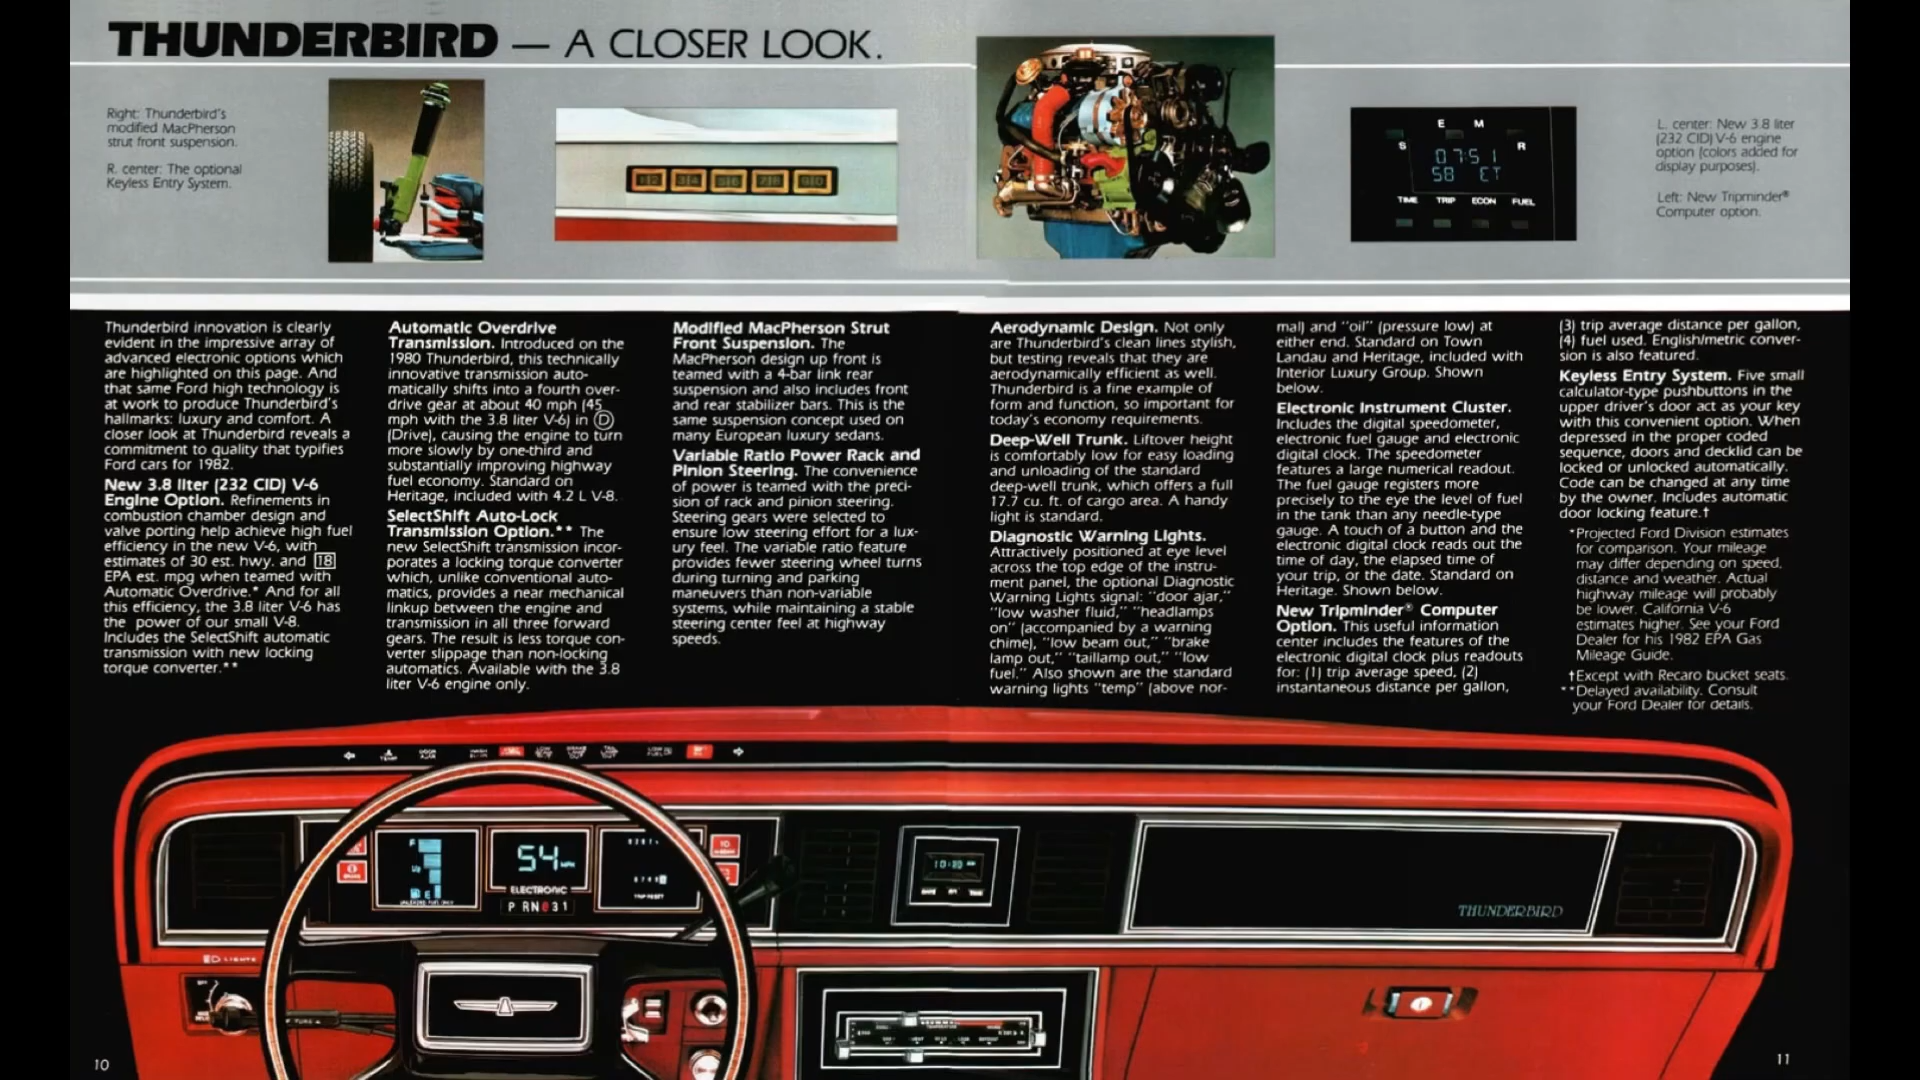 THUNDERBIRD — A CLOSER LOOK.
Right: Thunderbird's
modified MacPherson
strut front suspension.
R. center: The optional
Keyless Entry System.
E M
S R
07:51
58 ET
TIME TRIP ECON FUEL
L. center: New 3.8 liter
(232 CID) V-6 engine
option (colors added for
display purposes).
Left: New Tripminder®
Computer option.
Thunderbird innovation is clearly
evident in the impressive array of
advanced electronic options which
are highlighted on this page. And
that same Ford high technology is
at work to produce Thunderbird's
hallmarks: luxury and comfort. A
closer look at Thunderbird reveals a
commitment to quality that typifies
Ford cars for 1982.
New 3.8 liter (232 CID) V-6
Engine Option. Refinements in
combustion chamber design and
valve porting help achieve high fuel
efficiency in the new V-6, with
estimates of 30 est. hwy. and 18
EPA est. mpg when teamed with
Automatic Overdrive.* And for all
this efficiency, the 3.8 liter V-6 has
the power of our small V-8.
Includes the SelectShift automatic
transmission with new locking
torque converter.**
Automatic Overdrive
Transmission. Introduced on the
1980 Thunderbird, this technically
innovative transmission auto-
matically shifts into a fourth over-
drive gear at about 40 mph (45
mph with the 3.8 liter V-6) in Ⓓ
(Drive), causing the engine to turn
more slowly by one-third and
substantially improving highway
fuel economy. Standard on
Heritage, included with 4.2 L V-8.
SelectShift Auto-Lock
Transmission Option.** The
new SelectShift transmission incor-
porates a locking torque converter
which, unlike conventional auto-
matics, provides a near mechanical
linkup between the engine and
transmission in all three forward
gears. The result is less torque con-
verter slippage than non-locking
automatics. Available with the 3.8
liter V-6 engine only.
Modified MacPherson Strut
Front Suspension. The
MacPherson design up front is
teamed with a 4-bar link rear
suspension and also includes front
and rear stabilizer bars. This is the
same suspension concept used on
many European luxury sedans.
Variable Ratio Power Rack and
Pinion Steering. The convenience
of power is teamed with the preci-
sion of rack and pinion steering.
Steering gears were selected to
ensure low steering effort for a lux-
ury feel. The variable ratio feature
provides fewer steering wheel turns
during turning and parking
maneuvers than non-variable
systems, while maintaining a stable
steering center feel at highway
speeds.
Aerodynamic Design. Not only
are Thunderbird's clean lines stylish,
but testing reveals that they are
aerodynamically efficient as well.
Thunderbird is a fine example of
form and function, so important for
today's economy requirements.
Deep-Well Trunk. Liftover height
is comfortably low for easy loading
and unloading of the standard
deep-well trunk, which offers a full
17.7 cu. ft. of cargo area. A handy
light is standard.
Diagnostic Warning Lights.
Attractively positioned at eye level
across the top edge of the instru-
ment panel, the optional Diagnostic
Warning Lights signal: "door ajar,"
"low washer fluid," "headlamps
on" (accompanied by a warning
chime), "low beam out," "brake
lamp out," "taillamp out," "low
fuel." Also shown are the standard
warning lights "temp" (above nor-
mal) and "oil" (pressure low) at
either end. Standard on Town
Landau and Heritage, included with
Interior Luxury Group. Shown
below.
Electronic Instrument Cluster.
Includes the digital speedometer,
electronic fuel gauge and electronic
digital clock. The speedometer
features a large numerical readout.
The fuel gauge registers more
precisely to the eye the level of fuel
in the tank than any needle-type
gauge. A touch of a button and the
electronic digital clock reads out the
time of day, the elapsed time of
your trip, or the date. Standard on
Heritage. Shown below.
New Tripminder® Computer
Option. This useful information
center includes the features of the
electronic digital clock plus readouts
for: (1) trip average speed, (2)
instantaneous distance per gallon,
(3) trip average distance per gallon,
(4) fuel used. English/metric conver-
sion is also featured.
Keyless Entry System. Five small
calculator-type pushbuttons in the
upper driver's door act as your key
with this convenient option. When
depressed in the proper coded
sequence, doors and decklid can be
locked or unlocked automatically.
Code can be changed at any time
by the owner. Includes automatic
door locking feature.†
*Projected Ford Division estimates
for comparison. Your mileage
may differ depending on speed,
distance and weather. Actual
highway mileage will probably
be lower. California V-6
estimates higher. See your Ford
Dealer for his 1982 EPA Gas
Mileage Guide.
†Except with Recaro bucket seats.
**Delayed availability. Consult
your Ford Dealer for details.
54 MPH
ELECTRONIC
P RND31
F
E
10:30
THUNDERBIRD
LIGHTS
10
11